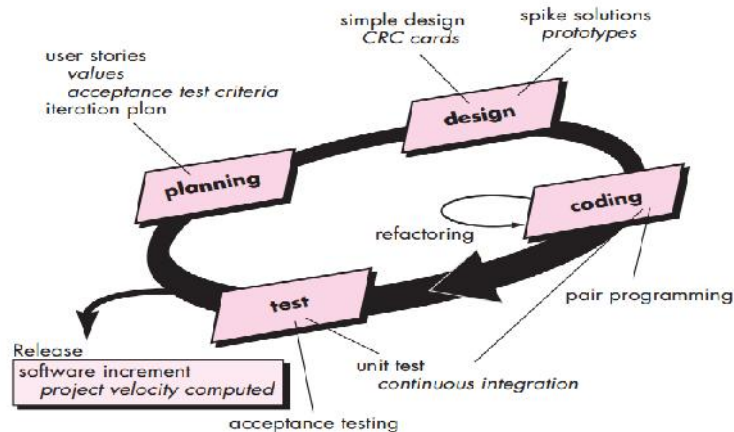 simple design
CRC cards
spike solutions
prototypes
user stories
values
acceptance test criteria
iteration plan
design
planning
coding
refactoring
test
pair programming
Release
software increment
project velocity computed
unit test
continuous integration
acceptance testing